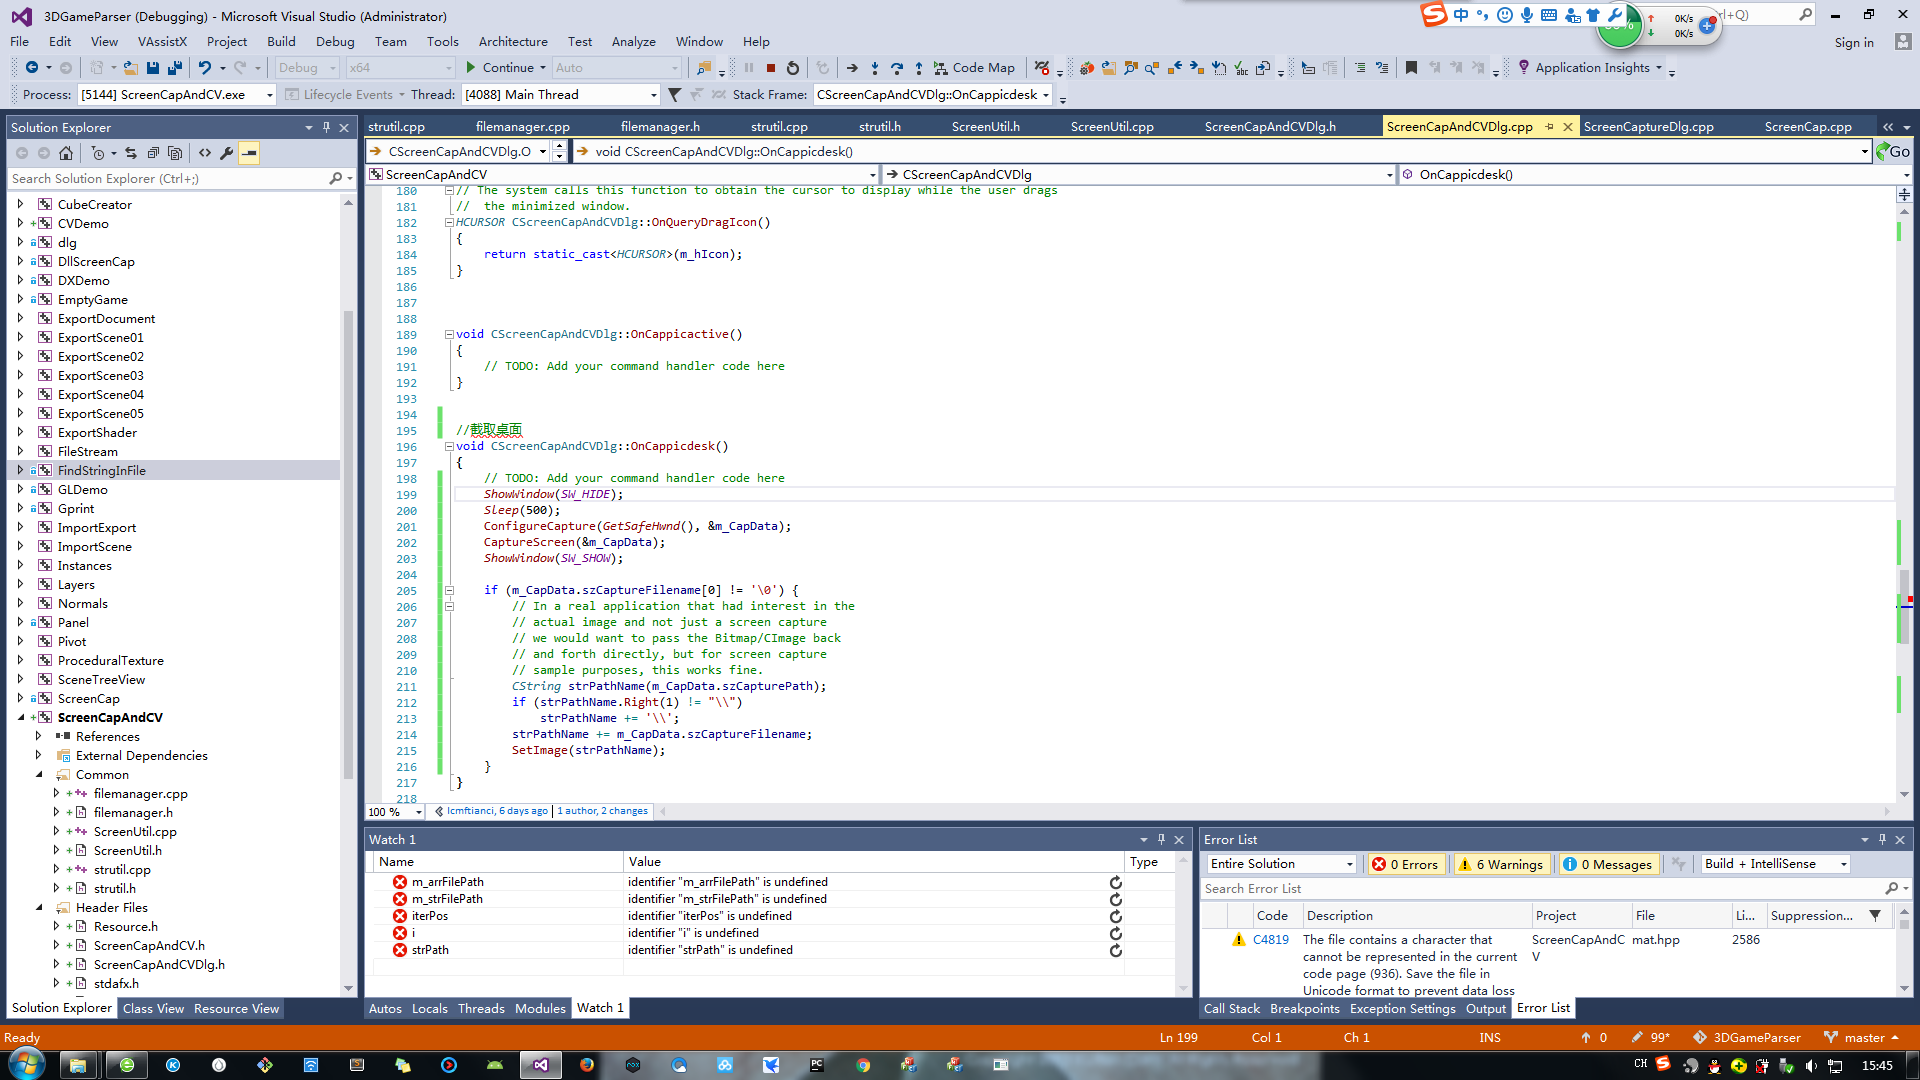 3DGameParser (Debugging) - Microsoft Visual Studio (Administrator)
File Edit View VAssistX Project Build Debug Team Tools Architecture Test Analyze Window Help
Sign in
中
0K/s
0K/s
Debug x64 Continue Auto Code Map Application Insights
Process: [5144] ScreenCapAndCV.exe Lifecycle Events Thread: [4088] Main Thread Stack Frame: CScreenCapAndCVDlg::OnCappicdesk
Solution Explorer
Search Solution Explorer (Ctrl+;)
CubeCreator
CVDemo
dlg
DllScreenCap
DXDemo
EmptyGame
ExportDocument
ExportScene01
ExportScene02
ExportScene03
ExportScene04
ExportScene05
ExportShader
FileStream
FindStringInFile
GLDemo
Gprint
ImportExport
ImportScene
Instances
Layers
Normals
Panel
Pivot
ProceduralTexture
SceneTreeView
ScreenCap
ScreenCapAndCV
References
External Dependencies
Common
filemanager.cpp
filemanager.h
ScreenUtil.cpp
ScreenUtil.h
strutil.cpp
strutil.h
Header Files
Resource.h
ScreenCapAndCV.h
ScreenCapAndCVDlg.h
stdafx.h
Solution Explorer Class View Resource View
strutil.cpp filemanager.cpp filemanager.h strutil.cpp strutil.h ScreenUtil.h ScreenUtil.cpp ScreenCapAndCVDlg.h ScreenCapAndCVDlg.cpp ScreenCaptureDlg.cpp ScreenCap.cpp
CScreenCapAndCVDlg.O void CScreenCapAndCVDlg::OnCappicdesk() Go
ScreenCapAndCV CScreenCapAndCVDlg OnCappicdesk()
180 // The system calls this function to obtain the cursor to display while the user drags
181 //  the minimized window.
182 HCURSOR CScreenCapAndCVDlg::OnQueryDragIcon()
183 {
184 return static_cast<HCURSOR>(m_hIcon);
185 }
186
187
188
189 void CScreenCapAndCVDlg::OnCappicactive()
190 {
191 // TODO: Add your command handler code here
192 }
193
194
195 //截取桌面
196 void CScreenCapAndCVDlg::OnCappicdesk()
197 {
198 // TODO: Add your command handler code here
199 ShowWindow(SW_HIDE);
200 Sleep(500);
201 ConfigureCapture(GetSafeHwnd(), &m_CapData);
202 CaptureScreen(&m_CapData);
203 ShowWindow(SW_SHOW);
204
205 if (m_CapData.szCaptureFilename[0] != '\0') {
206 // In a real application that had interest in the
207 // actual image and not just a screen capture
208 // we would want to pass the Bitmap/CImage back
209 // and forth directly, but for screen capture
210 // sample purposes, this works fine.
211 CString strPathName(m_CapData.szCapturePath);
212 if (strPathName.Right(1) != "\\")
213 strPathName += '\\';
214 strPathName += m_CapData.szCaptureFilename;
215 SetImage(strPathName);
216 }
217 }
218
100 % lcmftianci, 6 days ago | 1 author, 2 changes
Watch 1
Name Value Type
m_arrFilePath identifier "m_arrFilePath" is undefined
m_strFilePath identifier "m_strFilePath" is undefined
iterPos identifier "iterPos" is undefined
i identifier "i" is undefined
strPath identifier "strPath" is undefined
Autos Locals Threads Modules Watch 1
Error List
Entire Solution 0 Errors 6 Warnings 0 Messages Build + IntelliSense
Search Error List
Code Description Project File Li... Suppression...
C4819 The file contains a character that ScreenCapAndC mat.hpp 2586
cannot be represented in the current V
code page (936). Save the file in
Unicode format to prevent data loss
Call Stack Breakpoints Exception Settings Output Error List
Ready Ln 199 Col 1 Ch 1 INS 0 99* 3DGameParser master
CH 15:45